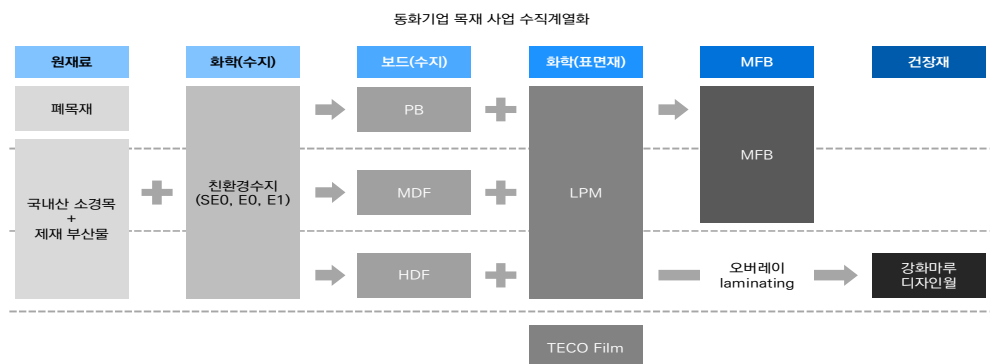 동화기업 목재 사업 수직계열화
원재료
화학(수지)
보드(수지)
화학(표면재)
MFB
건장재
폐목재
PB
MFB
국내산 소경목
+
제재 부산물
친환경수지
(SE0, E0, E1)
MDF
LPM
HDF
오버레이
laminating
강화마루
디자인월
TECO Film